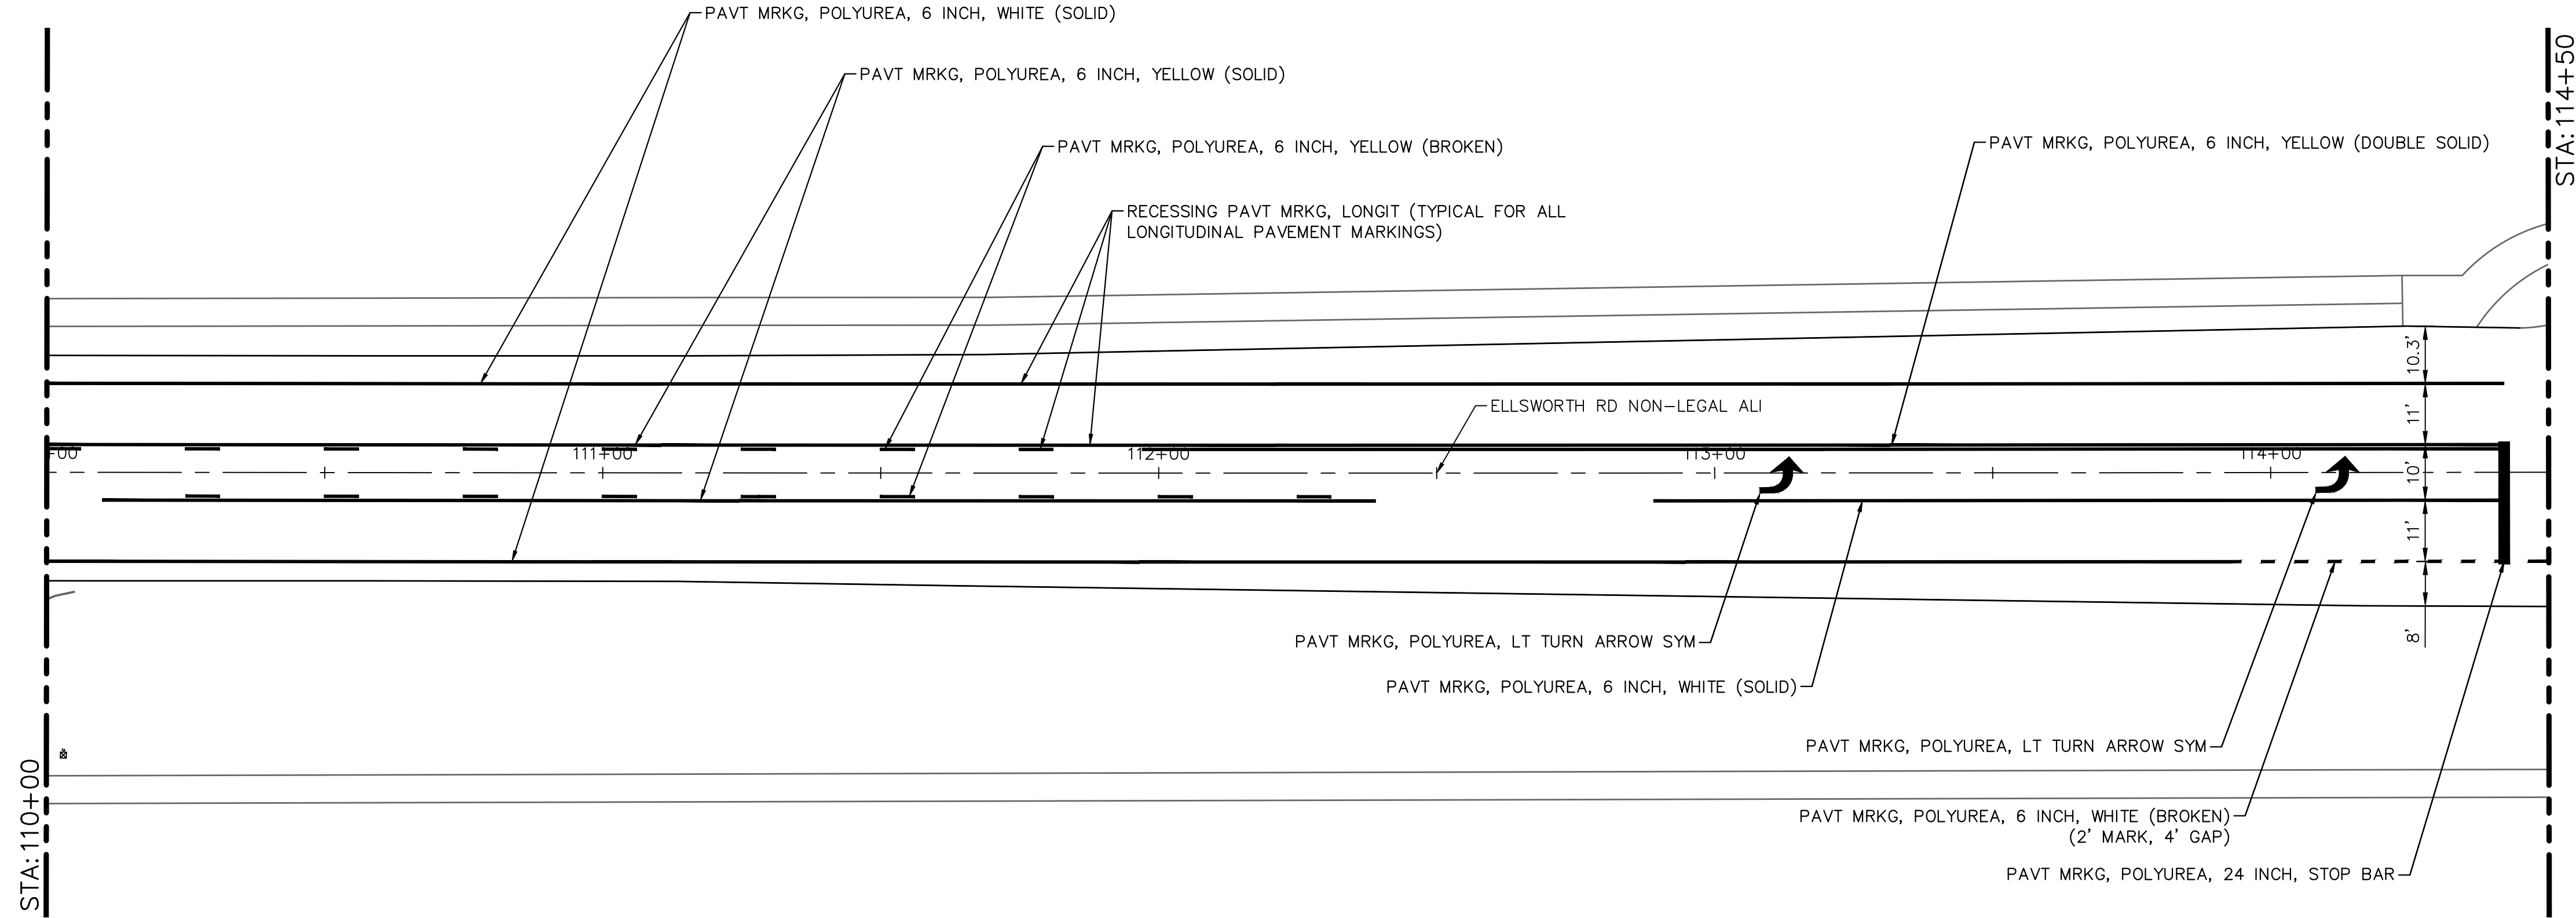 PAVT MRKG, POLYUREA, 6 INCH, WHITE (SOLID)
PAVT MRKG, POLYUREA, 6 INCH, YELLOW (SOLID)
PAVT MRKG, POLYUREA, 6 INCH, YELLOW (BROKEN)
PAVT MRKG, POLYUREA, 6 INCH, YELLOW (DOUBLE SOLID)
STA:114+50
RECESSING PAVT MRKG, LONGIT (TYPICAL FOR ALL
LONGITUDINAL PAVEMENT MARKINGS)
10.3'
ELLSWORTH RD NON-LEGAL ALI
11'
+00
111+00
112+00
113+00
114+00
10'
11'
8'
PAVT MRKG, POLYUREA, LT TURN ARROW SYM
PAVT MRKG, POLYUREA, 6 INCH, WHITE (SOLID)
PAVT MRKG, POLYUREA, LT TURN ARROW SYM
STA:110+00
PAVT MRKG, POLYUREA, 6 INCH, WHITE (BROKEN)
(2' MARK, 4' GAP)
PAVT MRKG, POLYUREA, 24 INCH, STOP BAR